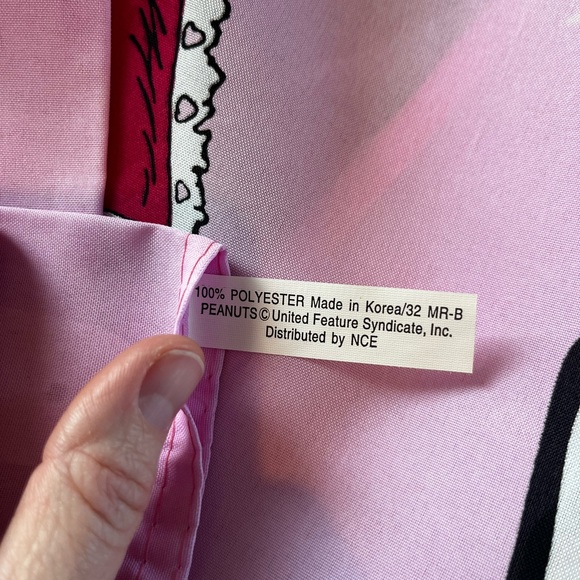 100% POLYESTER Made in Korea/32 MR-B
PEANUTS©United Feature Syndicate, Inc.
Distributed by NCE